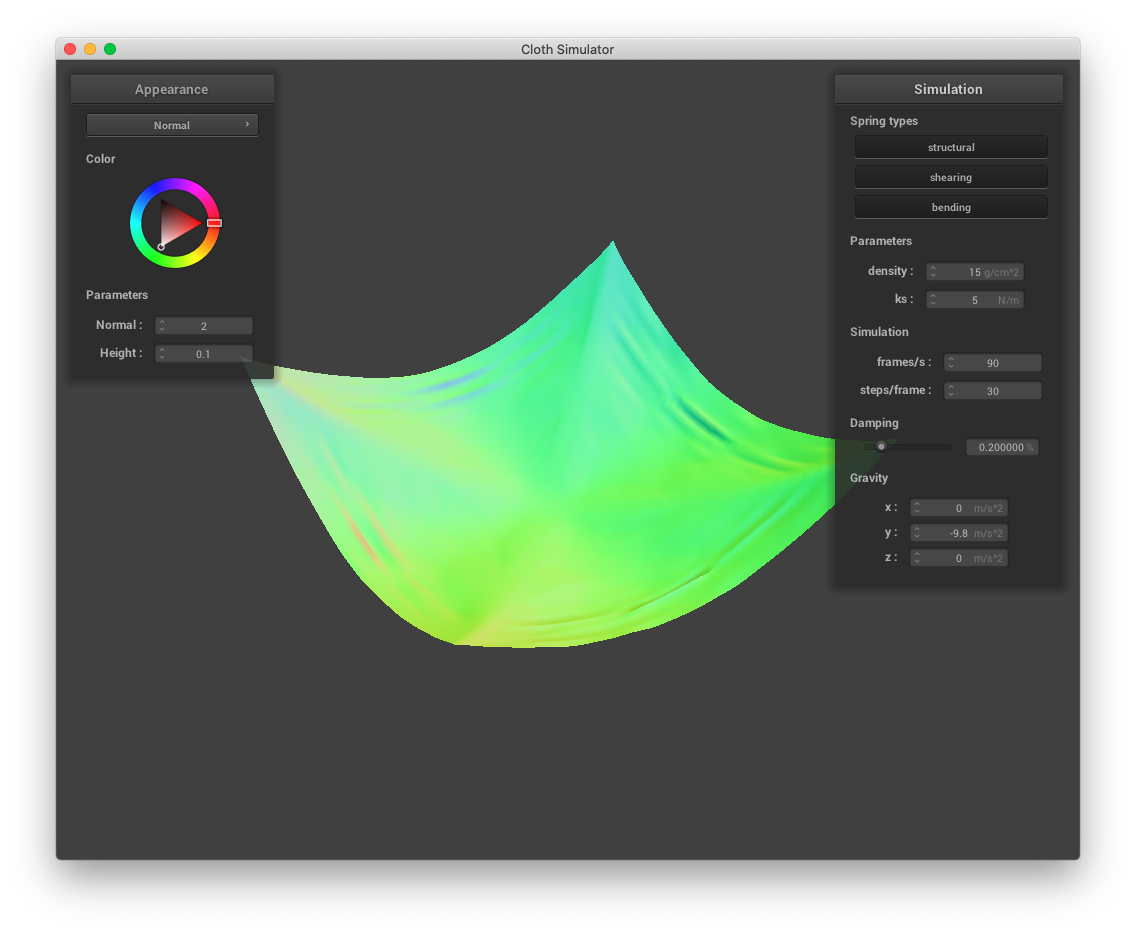 Cloth Simulator
Appearance
Normal
Color
Parameters
Normal : 2
Height : 0.1
Simulation
Spring types
structural
shearing
bending
Parameters
density : 15 g/cm^2
ks : 5 N/m
Simulation
frames/s : 90
steps/frame : 30
Damping
0.200000 %
Gravity
x : 0 m/s^2
y : -9.8 m/s^2
z : 0 m/s^2